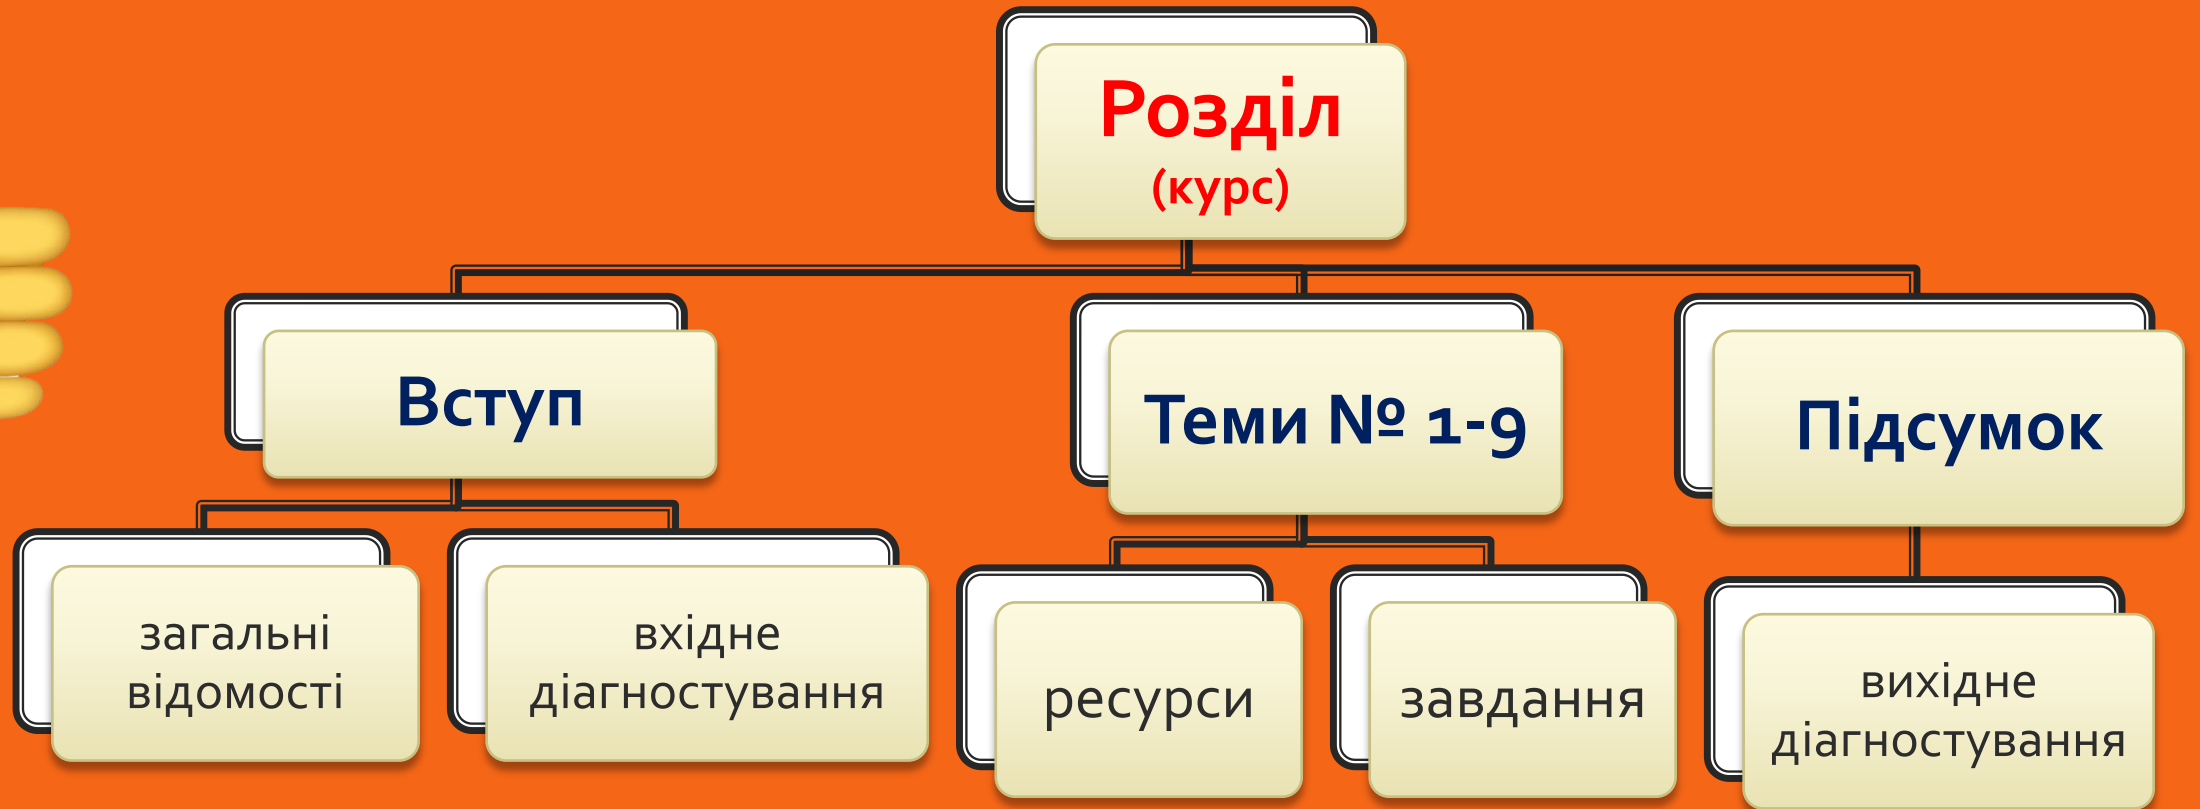 Розділ
(курс)
Вступ
Теми № 1-9
Підсумок
загальні
відомості
вхідне
діагностування
ресурси
завдання
вихідне
діагностування